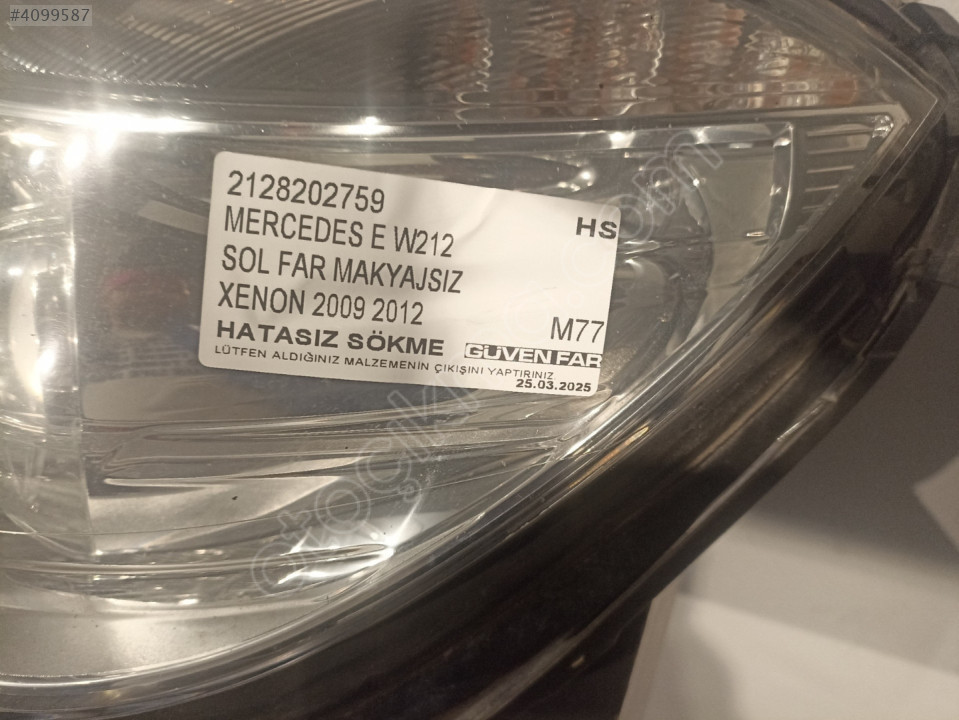 #4099587
2128202759
HS
MERCEDES E W212
SOL FAR MAKYAJSIZ
XENON 2009 2012
M77
HATASIZ SÖKME
GÜVEN FAR
LÜTFEN ALDIĞINIZ MALZEMENİN ÇIKIŞINI YAPTIRINIZ
25.03.2025